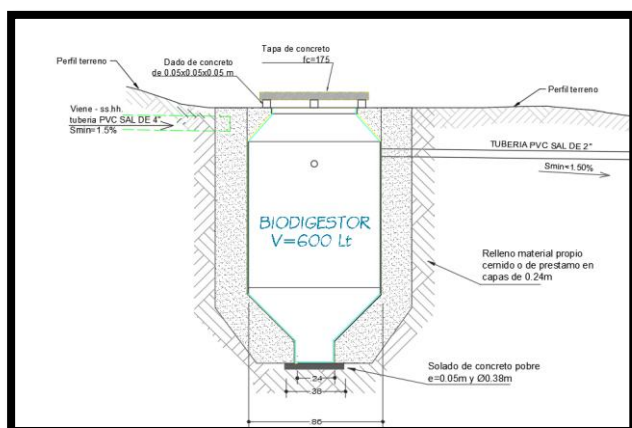 Tapa de concreto
fc=175
Dado de concreto
de 0.05x0.05x0.05 m
Perfil terreno
Perfil terreno
Viene - ss.hh.
tuberia PVC SAL DE 4"
Smin=1.5%
TUBERIA PVC SAL DE 2"
Smin=1.50%
BIODIGESTOR
V=600 Lt
Relleno material propio
cernido o de prestamo en
capas de 0.24m
Solado de concreto pobre
e=0.05m y Ø0.38m
24
38
86